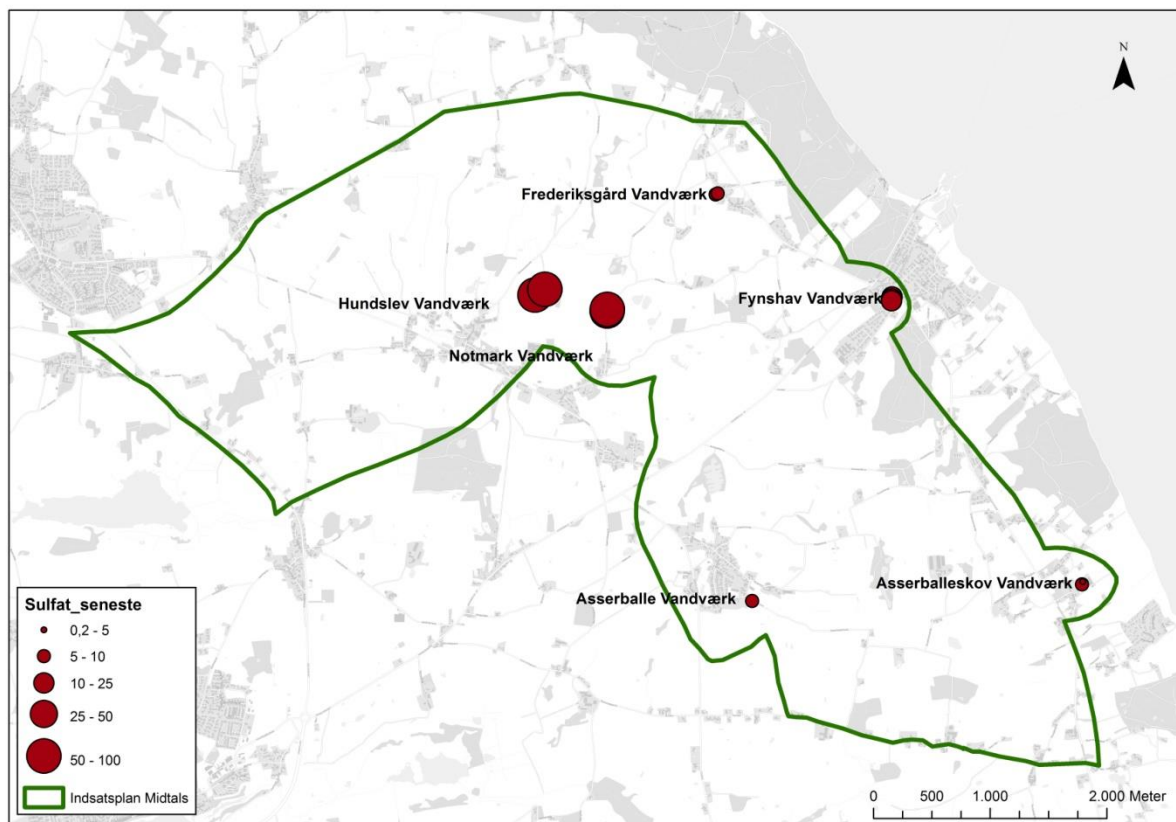 N
Frederiksgård Vandværk
Hundslev Vandværk
Fynshav Vandværk
Notmark Vandværk
Asserballeskov Vandværk
Asserballe Vandværk
Sulfat_seneste
0,2 - 5
5 - 10
10 - 25
25 - 50
50 - 100
Indsatsplan Midtals
0 500 1.000 2.000 Meter